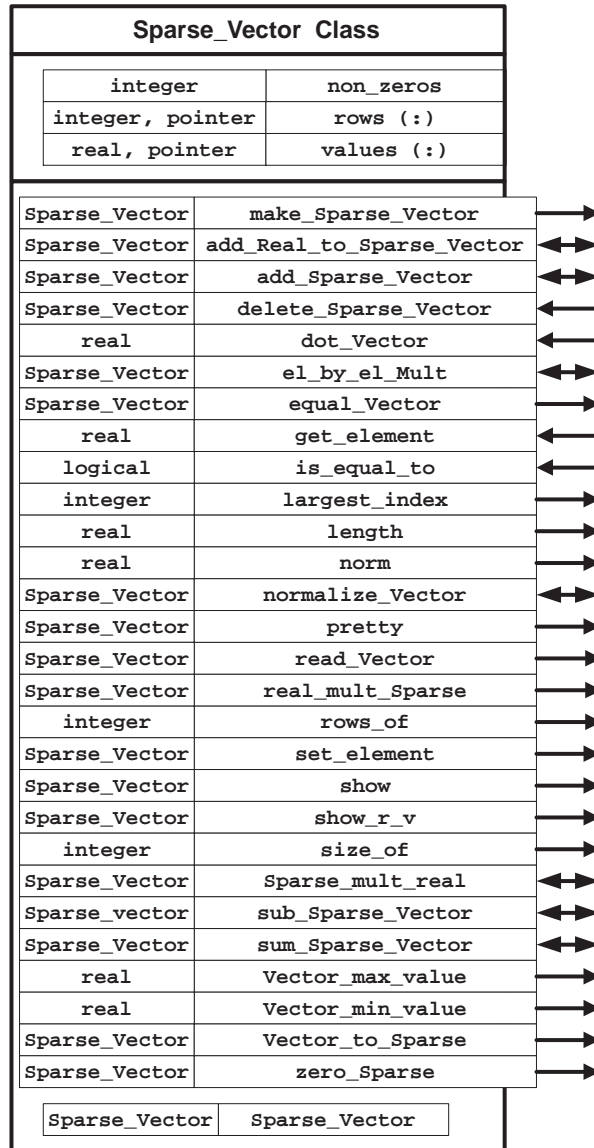 Sparse_Vector Class
integer non_zeros
integer, pointer rows (:)
real, pointer values (:)
Sparse_Vector make_Sparse_Vector
Sparse_Vector add_Real_to_Sparse_Vector
Sparse_Vector add_Sparse_Vector
Sparse_Vector delete_Sparse_Vector
real dot_Vector
Sparse_Vector el_by_el_Mult
Sparse_Vector equal_Vector
real get_element
logical is_equal_to
integer largest_index
real length
real norm
Sparse_Vector normalize_Vector
Sparse_Vector pretty
Sparse_Vector read_Vector
Sparse_Vector real_mult_Sparse
integer rows_of
Sparse_Vector set_element
Sparse_Vector show
Sparse_Vector show_r_v
integer size_of
Sparse_Vector Sparse_mult_real
Sparse_vector sub_Sparse_Vector
Sparse_Vector sum_Sparse_Vector
real Vector_max_value
real Vector_min_value
Sparse_Vector Vector_to_Sparse
Sparse_Vector zero_Sparse
Sparse_Vector Sparse_Vector